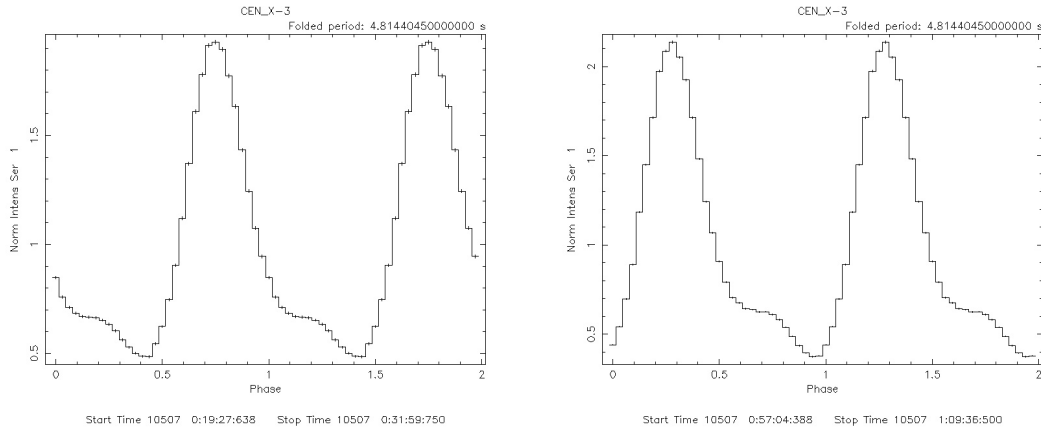 CEN_X-3
Folded period: 4.81440450000000 s
Norm Intens Ser 1
1.5
1
0.5
0 0.5 1 1.5 2
Phase
Start Time 10507 0:19:27:638 Stop Time 10507 0:31:59:750
CEN_X-3
Folded period: 4.81440450000000 s
Norm Intens Ser 1
2
1.5
1
0.5
0 0.5 1 1.5 2
Phase
Start Time 10507 0:57:04:388 Stop Time 10507 1:09:36:500